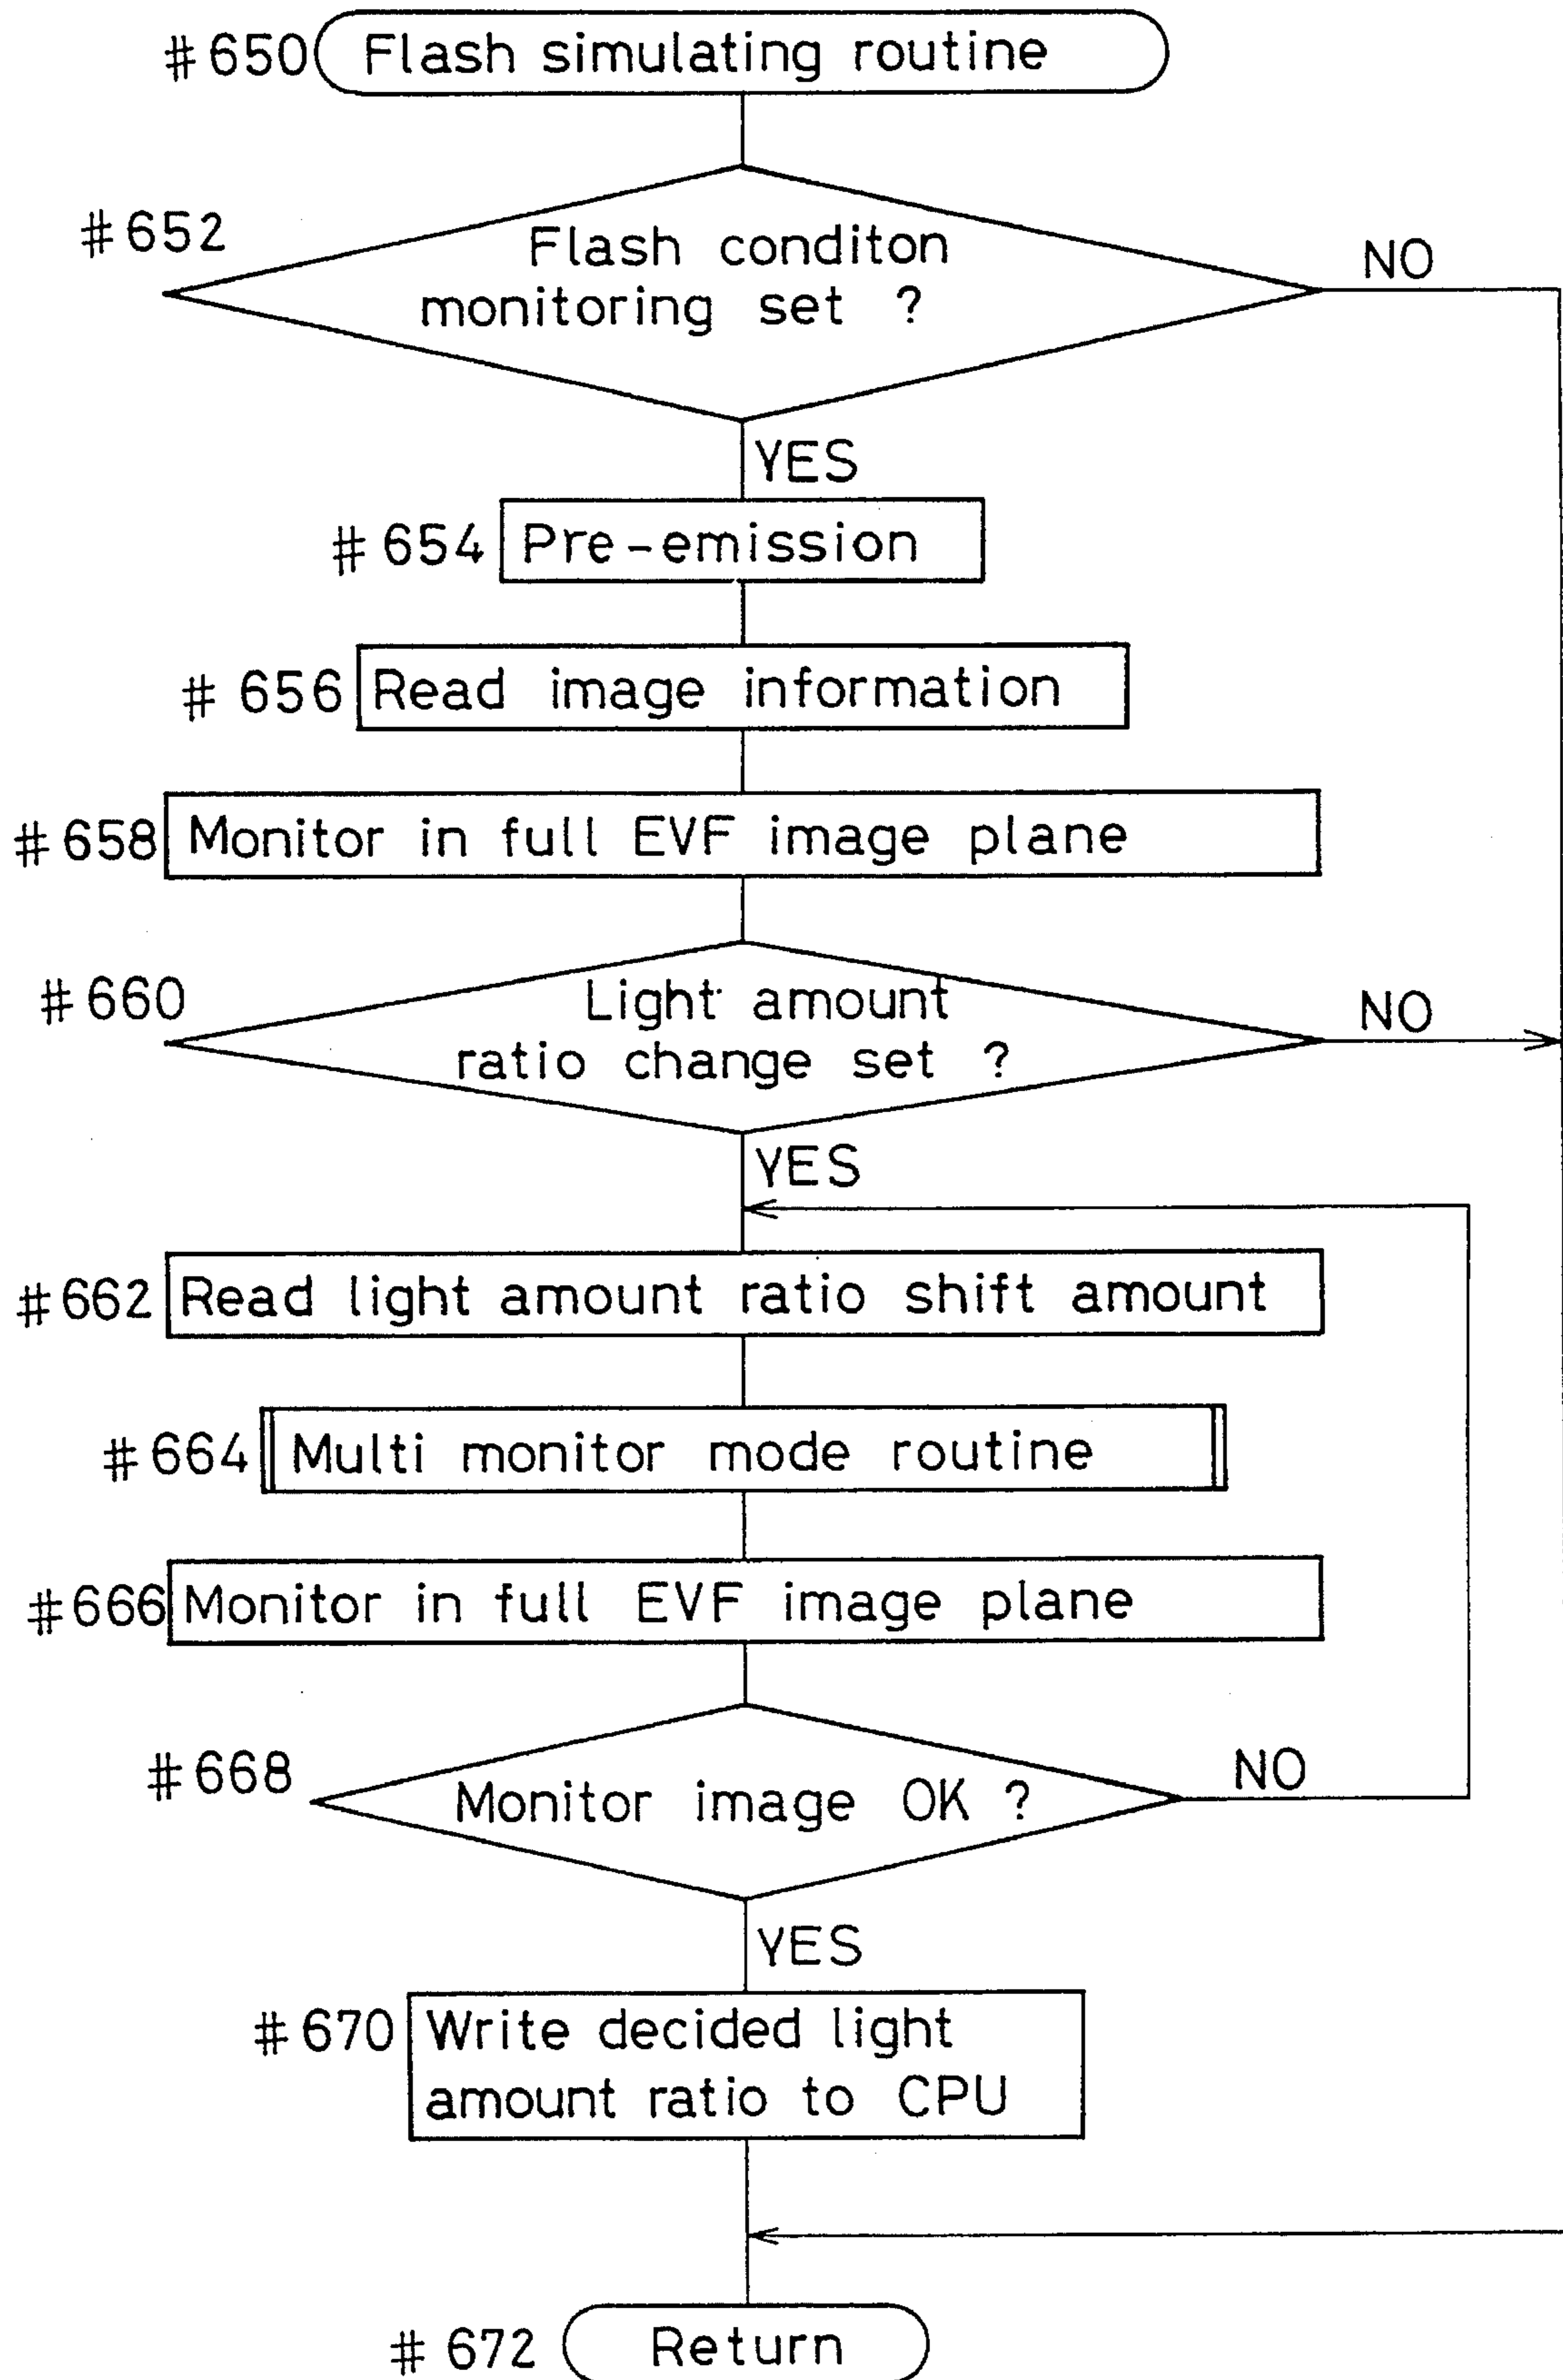 #650 Flash simulating routine
#652
Flash conditon
monitoring set ?
NO
YES
#654 Pre-emission
#656 Read image information
#658 Monitor in full EVF image plane
#660
Light amount
ratio change set ?
NO
YES
#662 Read light amount ratio shift amount
#664 Multi monitor mode routine
#666 Monitor in full EVF image plane
#668
Monitor image OK ?
NO
YES
#670 Write decided light
amount ratio to CPU
#672 Return